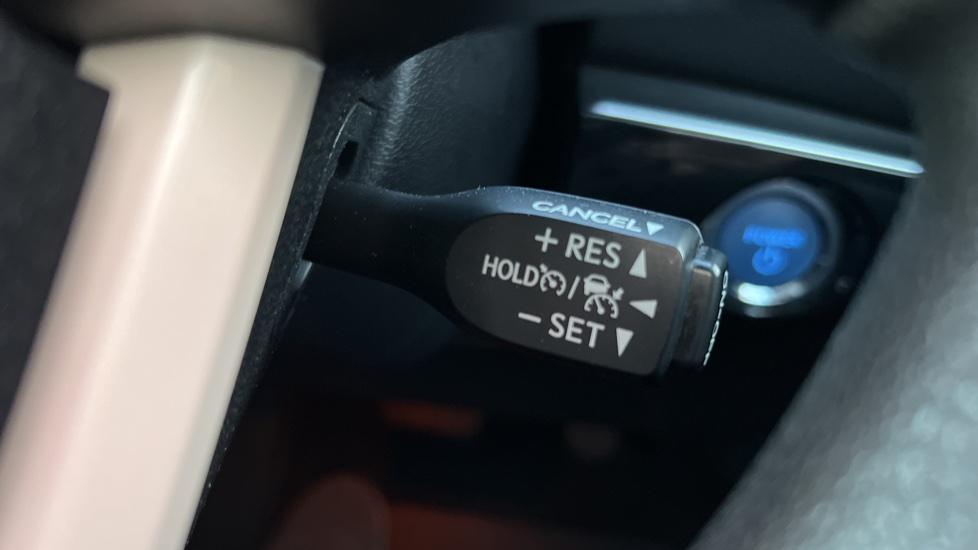 CANCEL▼
+ RES ▲
HOLD / ◄
− SET ▼